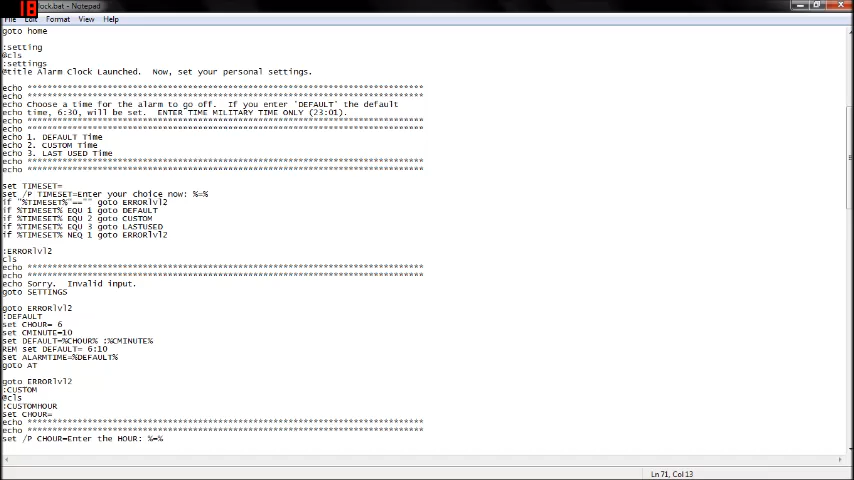 18
lock.bat - Notepad
File Edit Format View Help
goto home
:setting
@cls
:settings
@title Alarm Clock Launched.  Now, set your personal settings.
echo ******************************************************************************
echo ******************************************************************************
echo Choose a time for the alarm to go off.  If you enter 'DEFAULT' the default
echo time, 6:30, will be set.  ENTER TIME MILITARY TIME ONLY (23:01).
echo ******************************************************************************
echo ******************************************************************************
echo 1. DEFAULT Time
echo 2. CUSTOM Time
echo 3. LAST USED Time
echo ******************************************************************************
echo ******************************************************************************
set TIMESET=
set /P TIMESET=Enter your choice now: %=%
if "%TIMESET%"=="" goto ERRORlvl2
if %TIMESET% EQU 1 goto DEFAULT
if %TIMESET% EQU 2 goto CUSTOM
if %TIMESET% EQU 3 goto LASTUSED
if %TIMESET% NEQ 1 goto ERRORlvl2
:ERRORlvl2
cls
echo ******************************************************************************
echo ******************************************************************************
echo Sorry.  Invalid input.
goto SETTINGS
goto ERRORlvl2
:DEFAULT
set CHOUR= 6
set CMINUTE=10
set DEFAULT=%CHOUR% :%CMINUTE%
REM set DEFAULT= 6:10
set ALARMTIME=%DEFAULT%
goto AT
goto ERRORlvl2
:CUSTOM
@cls
:CUSTOMHOUR
set CHOUR=
echo ******************************************************************************
echo ******************************************************************************
set /P CHOUR=Enter the HOUR: %=%
Ln 71, Col 13